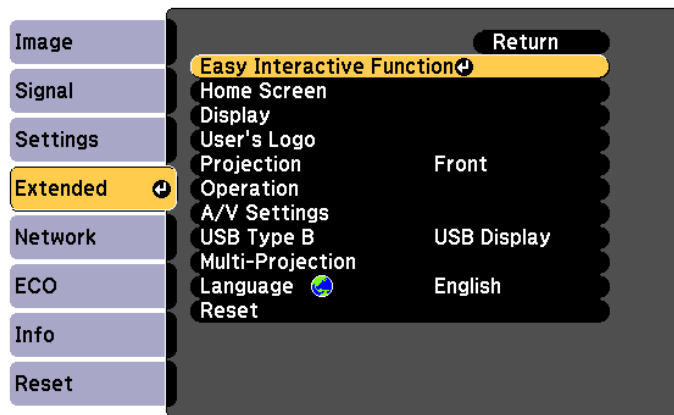 Image
Signal
Settings
Extended
Network
ECO
Info
Reset
Return
Easy Interactive Function
Home Screen
Display
User's Logo
Projection Front
Operation
A/V Settings
USB Type B USB Display
Multi-Projection
Language English
Reset